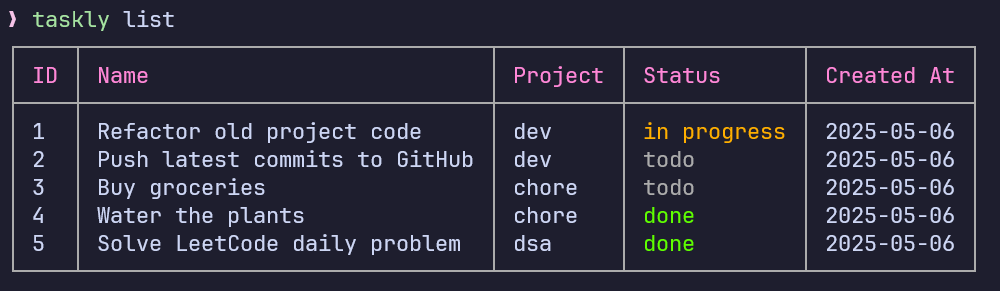 ❯ taskly list
ID Name Project Status Created At
1 Refactor old project code dev in progress 2025-05-06
2 Push latest commits to GitHub dev todo 2025-05-06
3 Buy groceries chore todo 2025-05-06
4 Water the plants chore done 2025-05-06
5 Solve LeetCode daily problem dsa done 2025-05-06